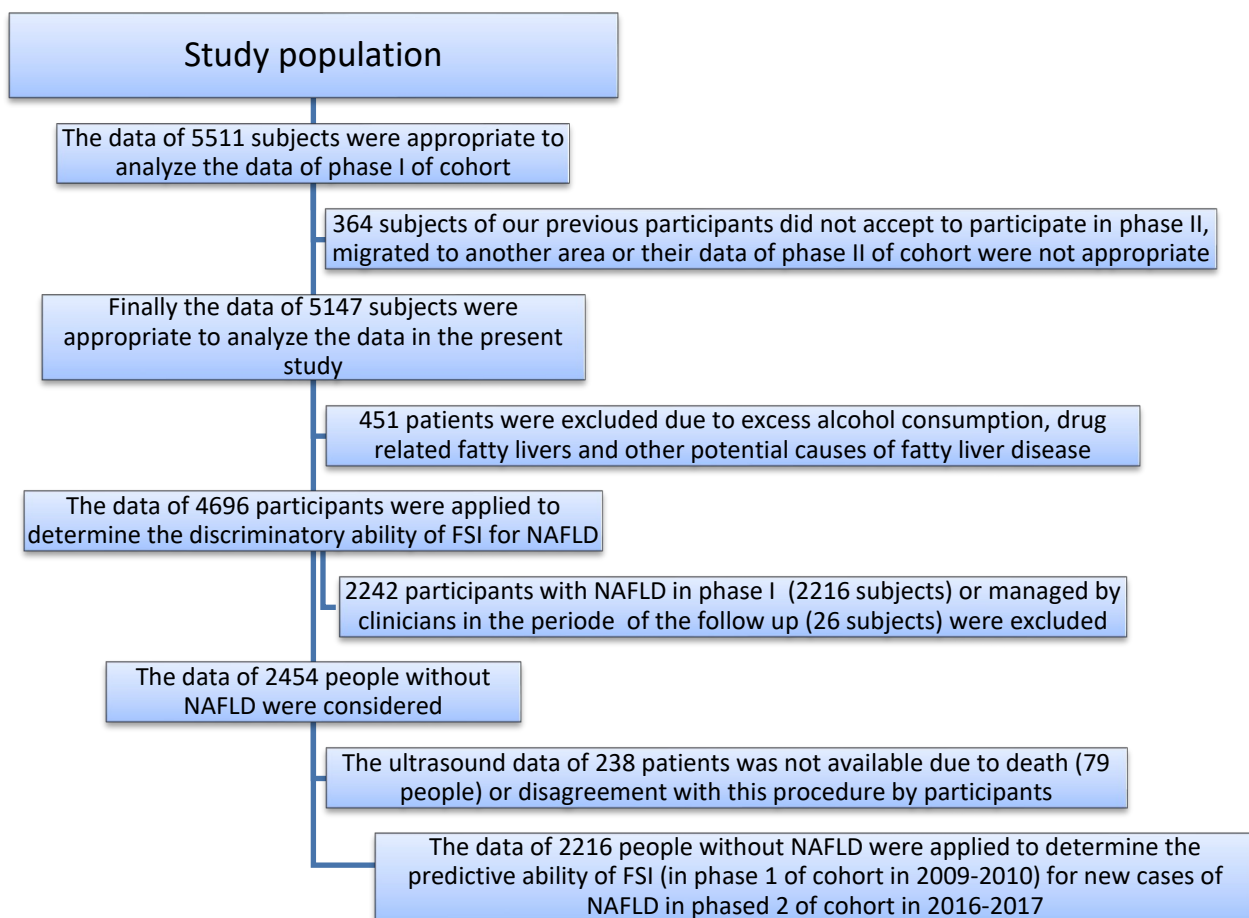 Study population
The data of 5511 subjects were appropriate to
analyze the data of phase I of cohort
364 subjects of our previous participants did not accept to participate in phase II,
migrated to another area or their data of phase II of cohort were not appropriate
Finally the data of 5147 subjects were
appropriate to analyze the data in the present
study
451 patients were excluded due to excess alcohol consumption, drug
related fatty livers and other potential causes of fatty liver disease
The data of 4696 participants were applied to
determine the discriminatory ability of FSI for NAFLD
2242 participants with NAFLD in phase I (2216 subjects) or managed by
clinicians in the periode of the follow up (26 subjects) were excluded
The data of 2454 people without
NAFLD were considered
The ultrasound data of 238 patients was not available due to death (79
people) or disagreement with this procedure by participants
The data of 2216 people without NAFLD were applied to determine the
predictive ability of FSI (in phase 1 of cohort in 2009-2010) for new cases of
NAFLD in phased 2 of cohort in 2016-2017